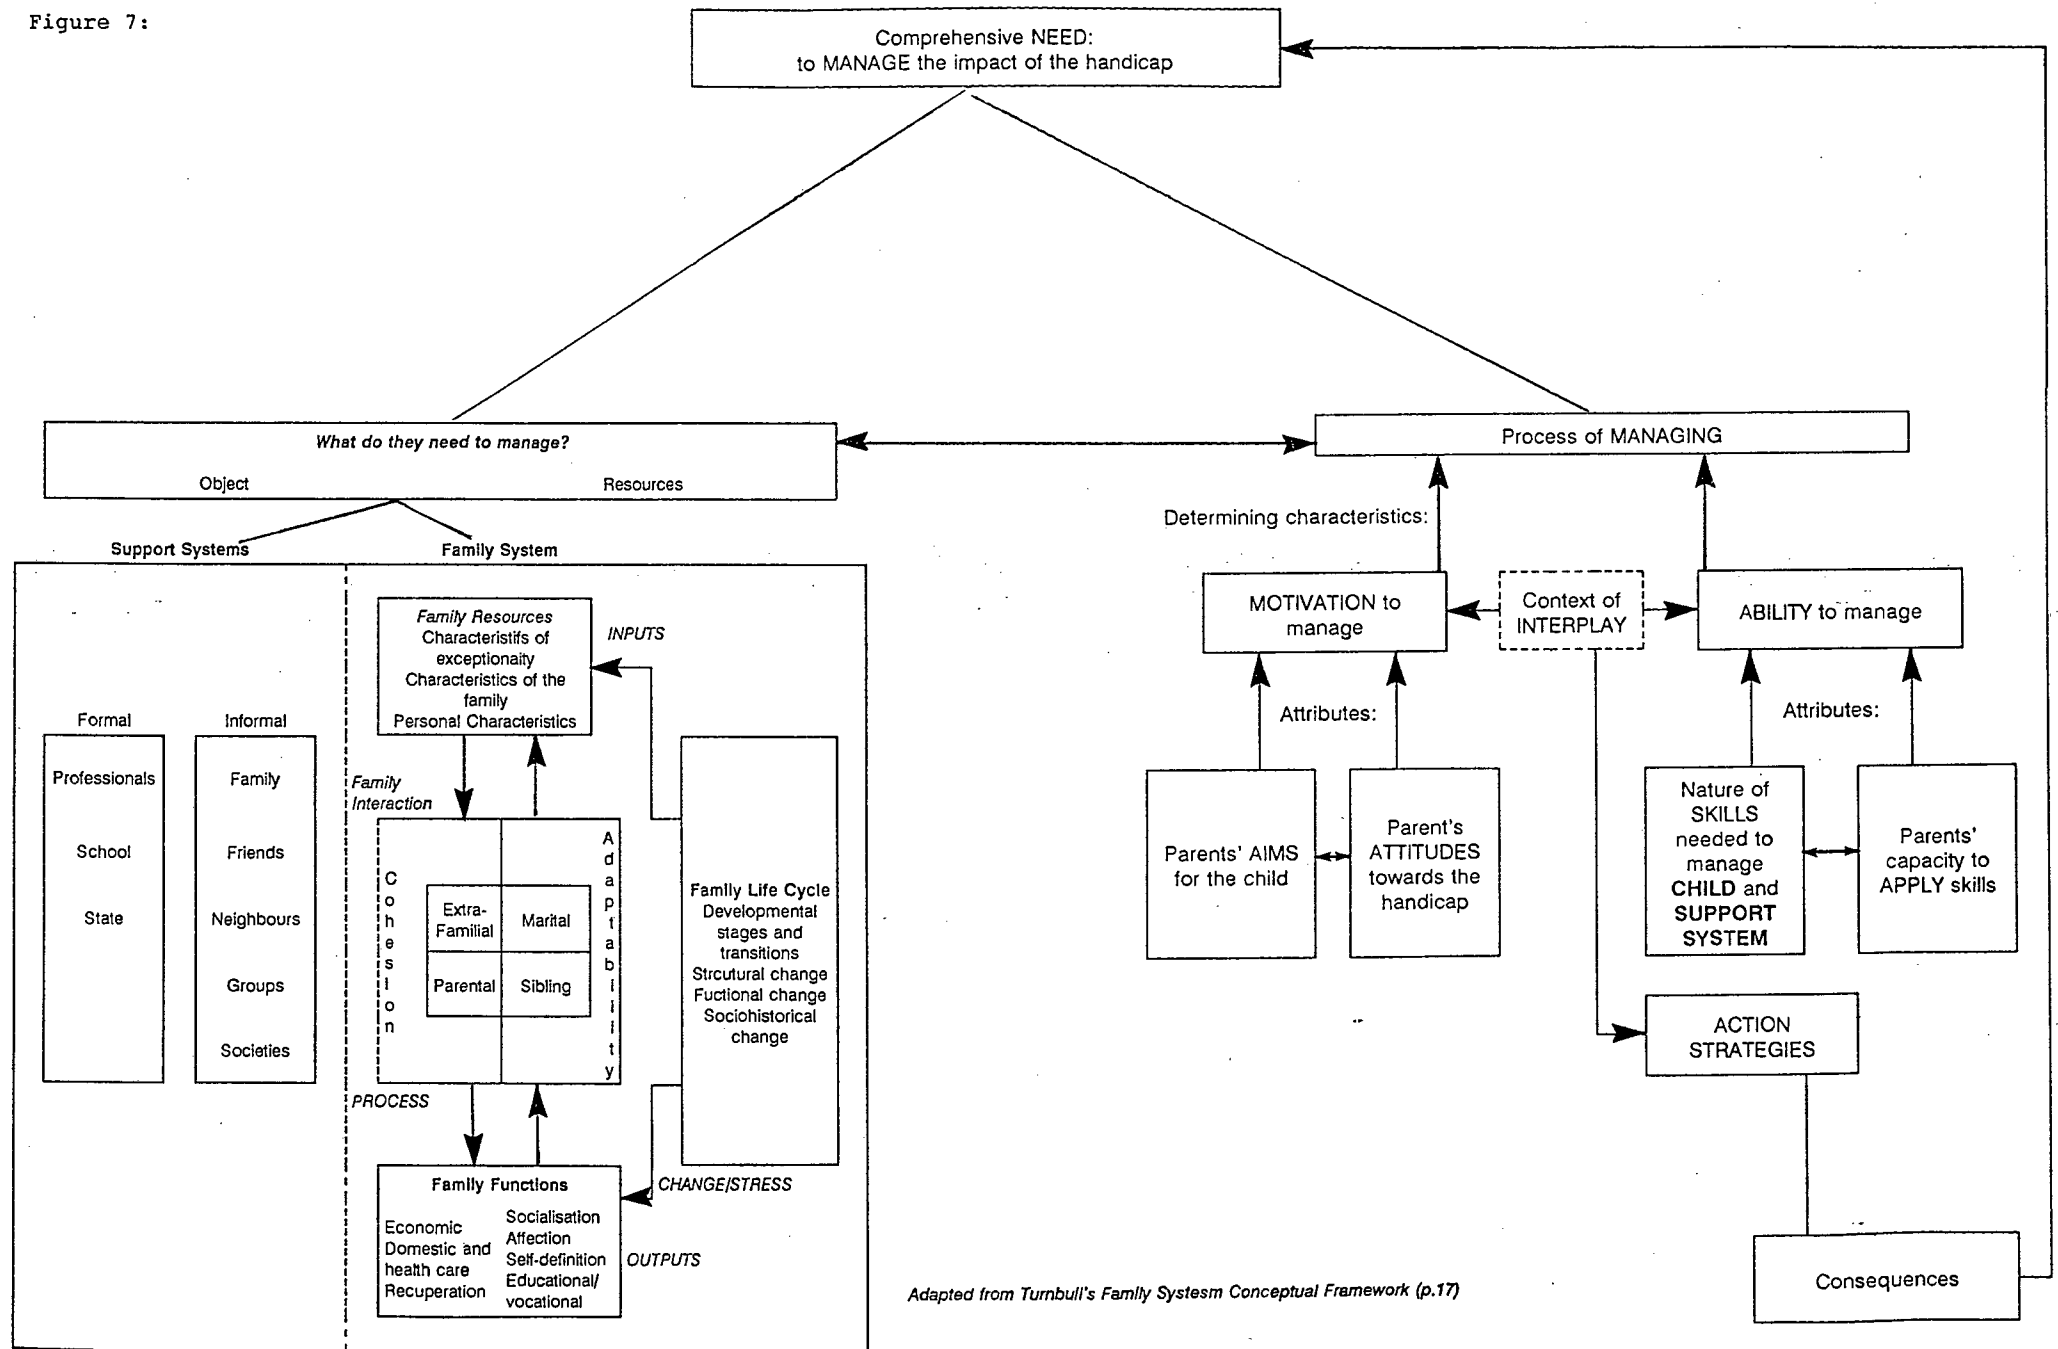 Figure 7:
Comprehensive NEED:
to MANAGE the impact of the handicap
What do they need to manage?
Object
Resources
Process of MANAGING
Determining characteristics:
Support Systems
Family System
MOTIVATION to
manage
Context of
INTERPLAY
ABILITY to manage
Family Resources
Characteristifs of
exceptionaity
Characteristics of the
family
Personal Characteristics
INPUTS
Attributes:
Attributes:
Formal
Professionals
School
State
Informal
Family
Friends
Neighbours
Groups
Societies
Family
Interaction
Cohesion
Adaptability
Extra-
Familial
Marital
Parental
Sibling
Family Life Cycle
Developmental
stages and
transitions
Strcutural change
Fuctional change
Sociohistorical
change
Parents' AIMS
for the child
Parent's
ATTITUDES
towards the
handicap
Nature of
SKILLS
needed to
manage
CHILD and
SUPPORT
SYSTEM
Parents'
capacity to
APPLY skills
ACTION
STRATEGIES
PROCESS
CHANGE/STRESS
Family Functions
Economic
Domestic and
health care
Recuperation
Socialisation
Affection
Self-definition
Educational/
vocational
OUTPUTS
Consequences
Adapted from Turnbull's Family Systesm Conceptual Framework (p.17)